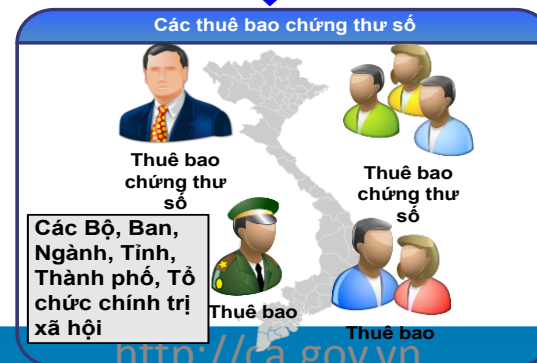 Các thuê bao chứng thư số
Thuê bao
chứng thư
số
Thuê bao
chứng thư
số
Các Bộ, Ban,
Ngành, Tỉnh,
Thành phố, Tổ
chức chính trị
xã hội
Thuê bao
Thuê bao
http://ca.gov.vn